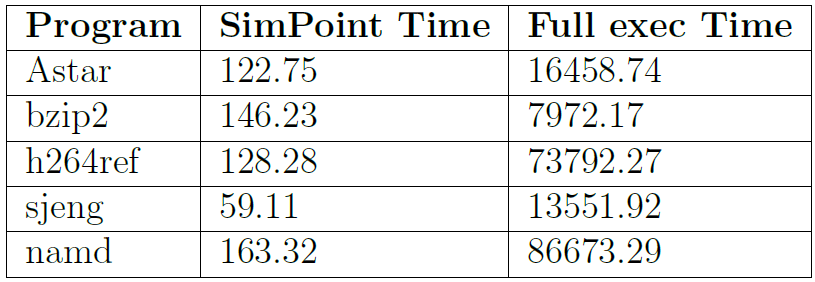 Program SimPoint Time Full exec Time
Astar 122.75 16458.74
bzip2 146.23 7972.17
h264ref 128.28 73792.27
sjeng 59.11 13551.92
namd 163.32 86673.29